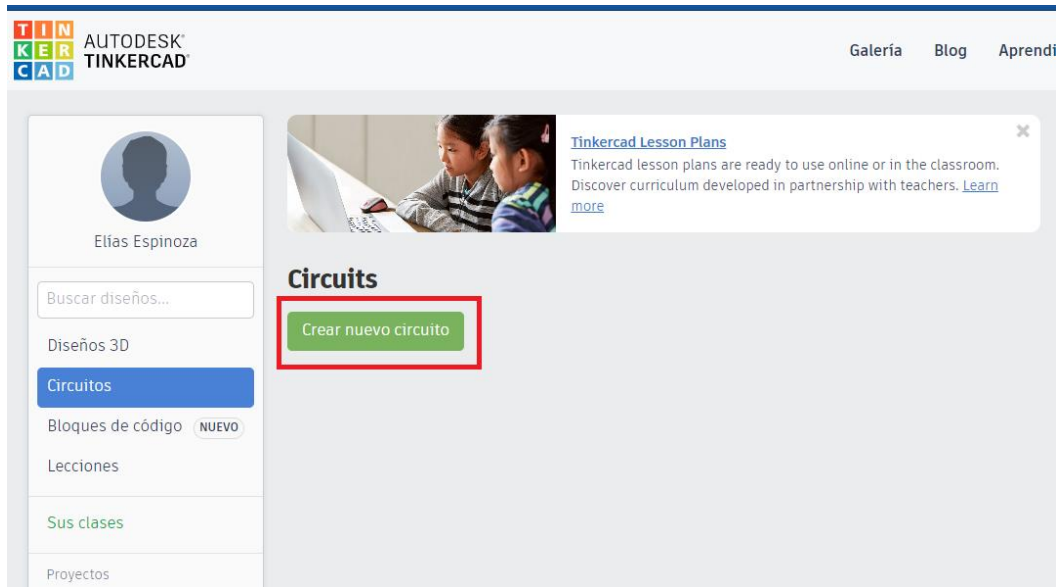 TIN
KER
CAD
AUTODESK®
TINKERCAD®
Galería
Blog
Elías Espinoza
Buscar diseños...
Diseños 3D
Circuitos
Bloques de código NUEVO
Lecciones
Sus clases
Proyectos
Tinkercad Lesson Plans
Tinkercad lesson plans are ready to use online or in the classroom.
Discover curriculum developed in partnership with teachers. Learn
more
Circuits
Crear nuevo circuito